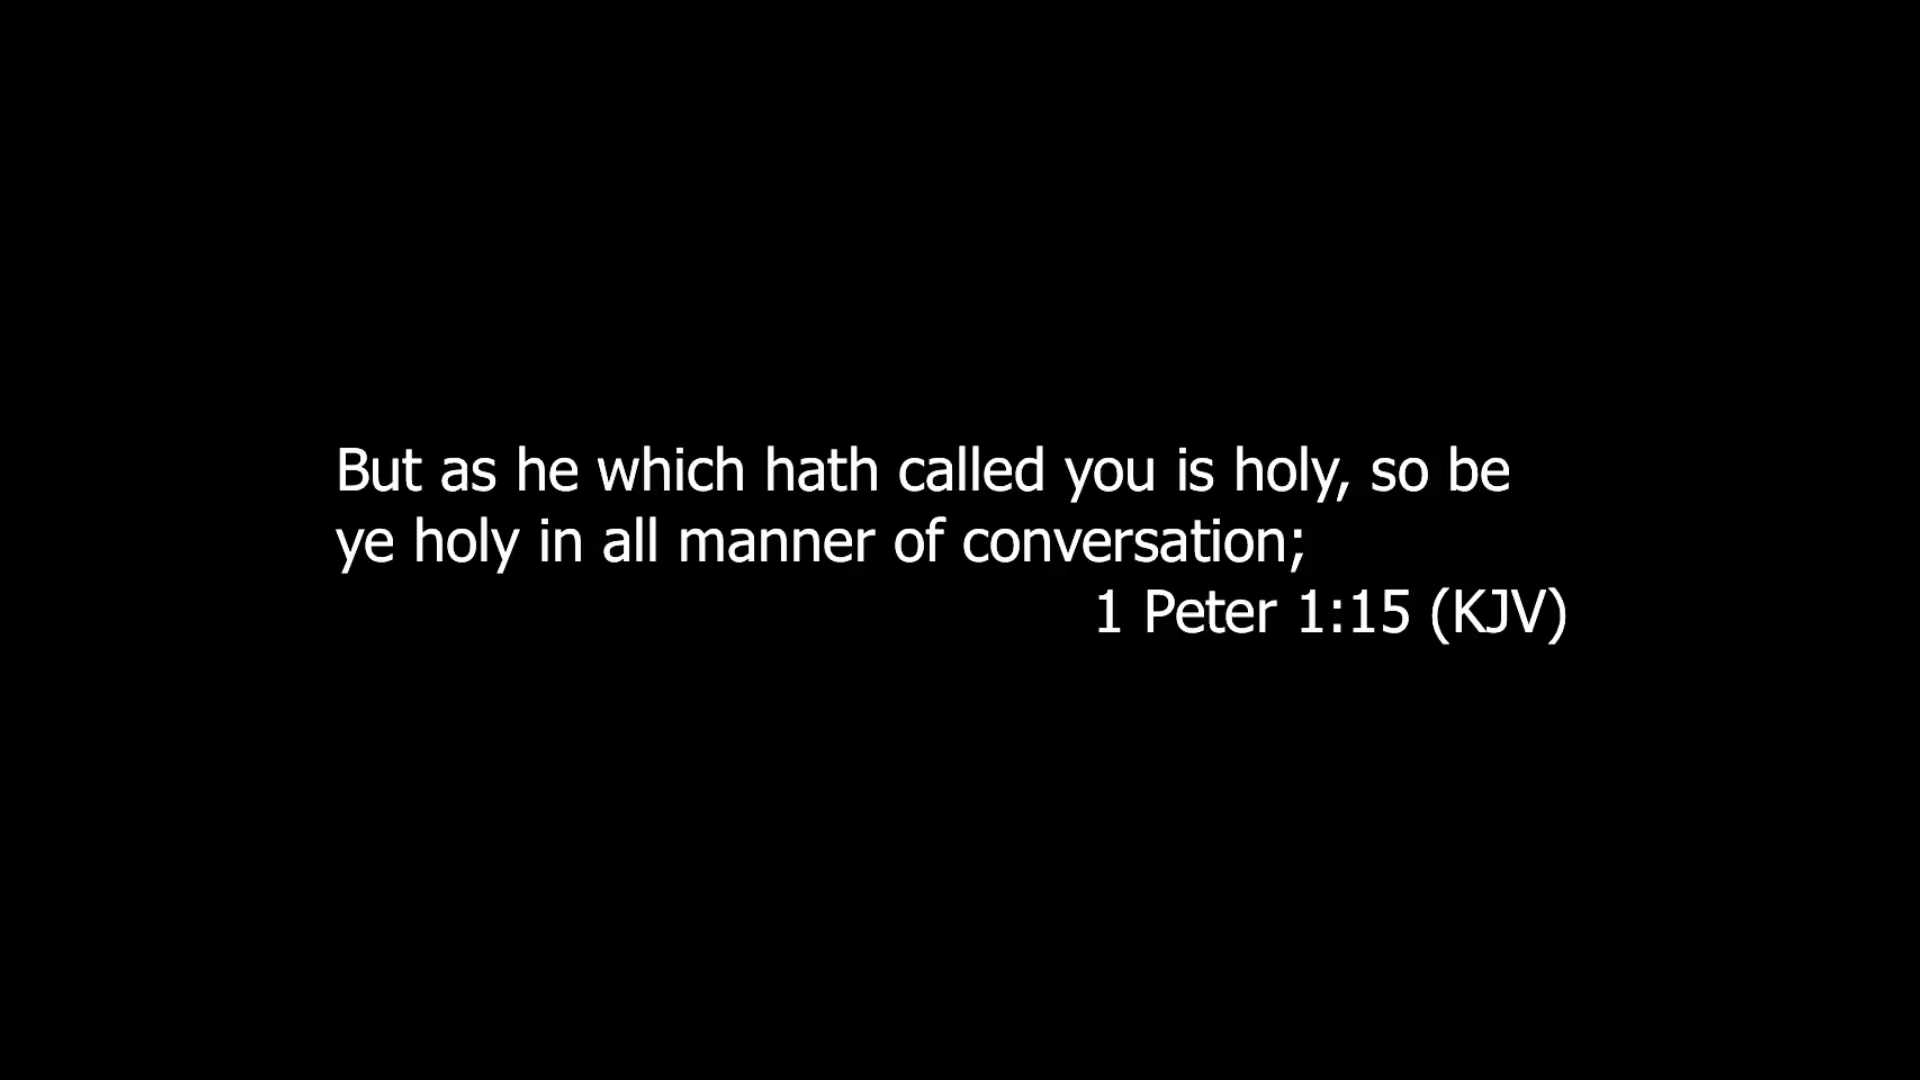 But as he which hath called you is holy, so be
ye holy in all manner of conversation;
1 Peter 1:15 (KJV)